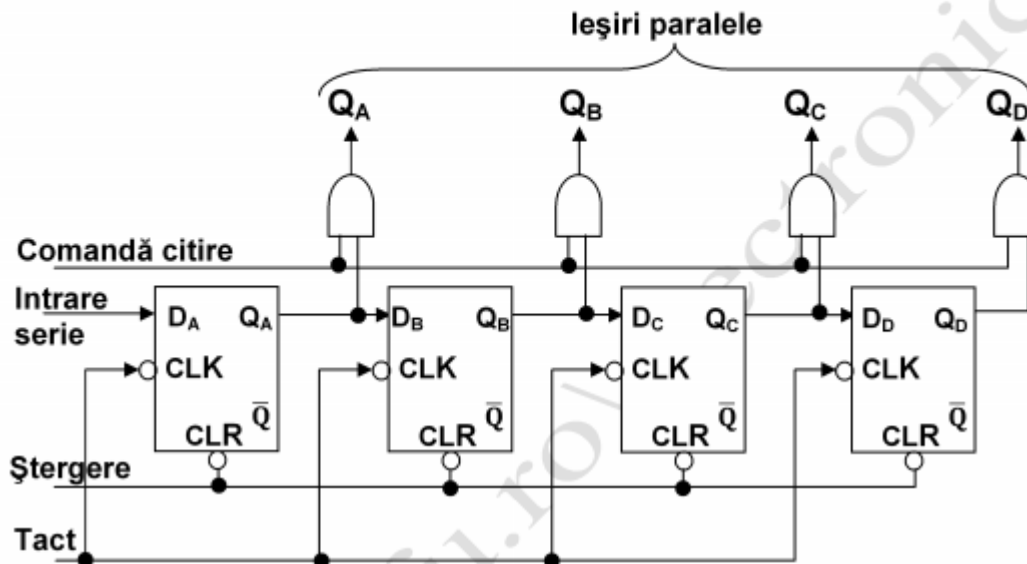 Ieşiri paralele
QA QB QC QD
Comandă citire
Intrare
serie
DA QA DB QB DC QC DD QD
CLK CLK CLK CLK
Q̅ Q̅ Q̅ Q̅
CLR CLR CLR CLR
Ştergere
Tact